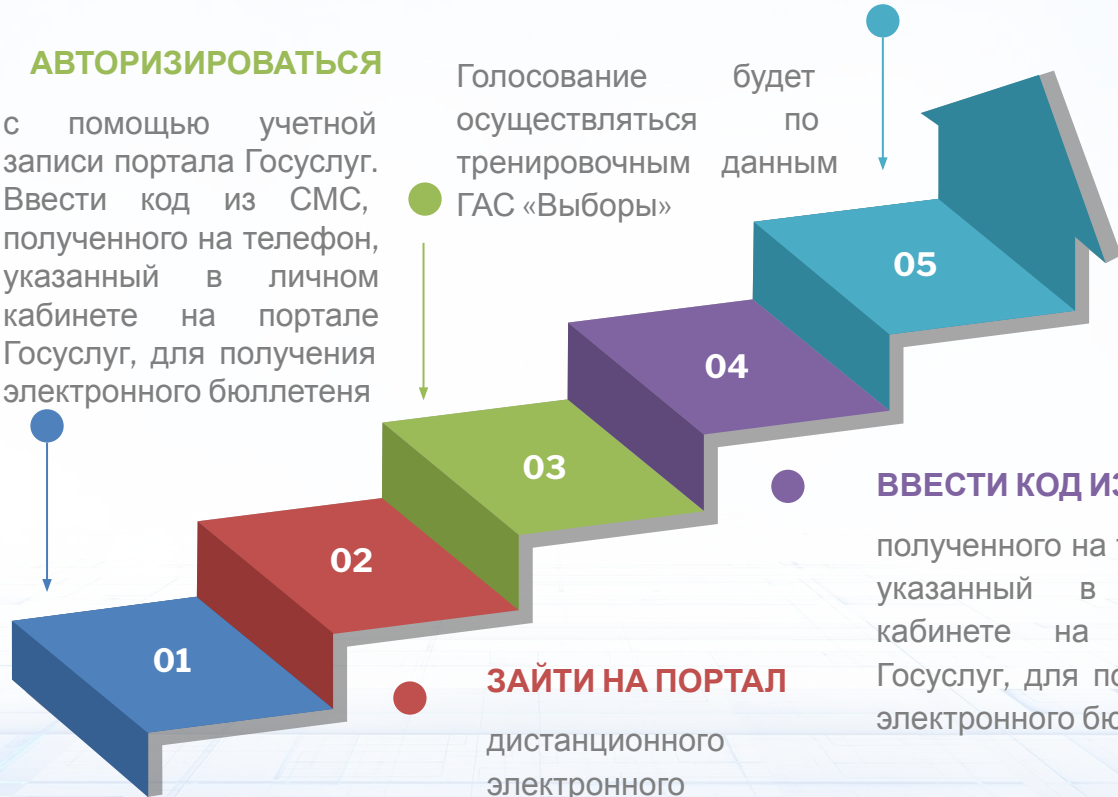 АВТОРИЗИРОВАТЬСЯ
с помощью учетной
записи портала Госуслуг.
Ввести код из СМС,
полученного на телефон,
указанный в личном
кабинете на портале
Госуслуг, для получения
электронного бюллетеня
Голосование будет
осуществляться по
тренировочным данным
ГАС «Выборы»
05
04
03
02
01
ВВЕСТИ КОД ИЗ
полученного на
указанный в
кабинете на
Госуслуг, для
электронного
ЗАЙТИ НА ПОРТАЛ
дистанционного
электронного